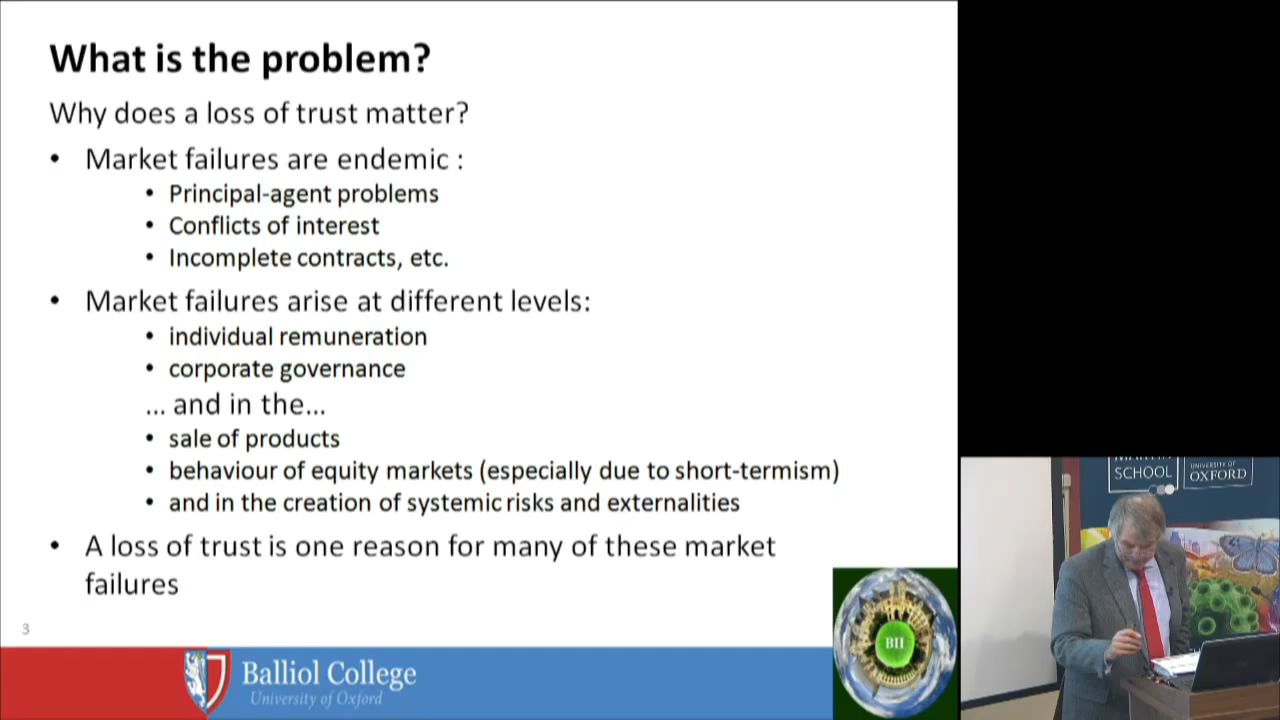 What is the problem?
Why does a loss of trust matter?
• Market failures are endemic :
• Principal-agent problems
• Conflicts of interest
• Incomplete contracts, etc.
• Market failures arise at different levels:
• individual remuneration
• corporate governance
... and in the...
• sale of products
• behaviour of equity markets (especially due to short-termism)
• and in the creation of systemic risks and externalities
• A loss of trust is one reason for many of these market
failures
3
BII
Balliol College
University of Oxford
SCHOOL
UNIVERSITY OF
OXFORD